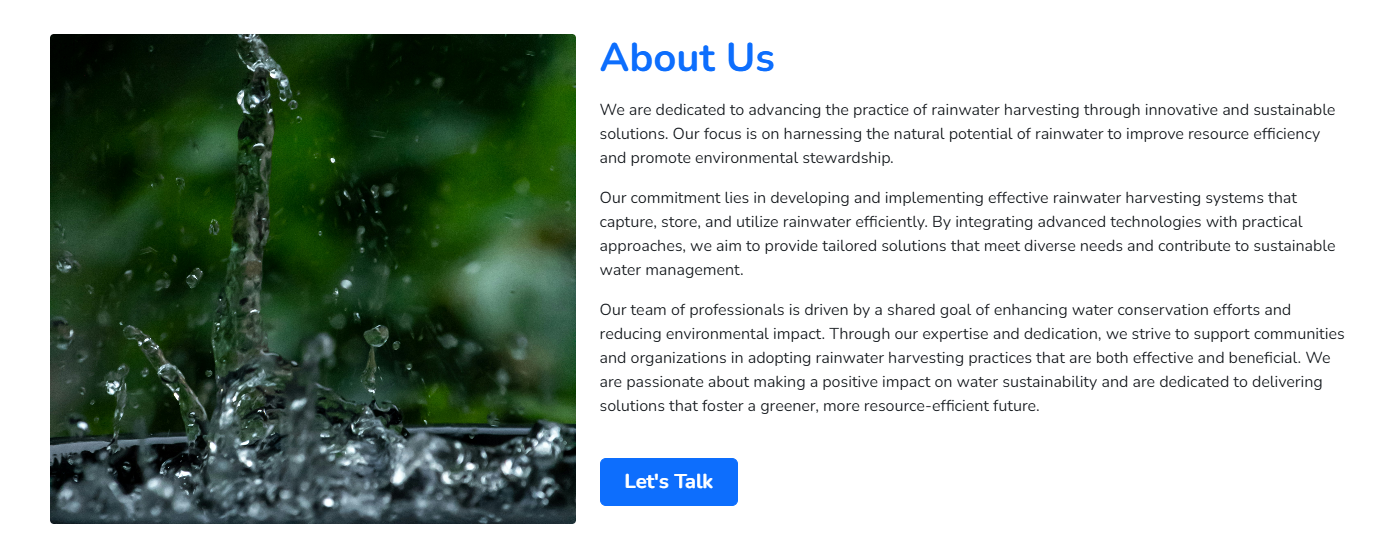 About Us
We are dedicated to advancing the practice of rainwater harvesting through innovative and sustainable
solutions. Our focus is on harnessing the natural potential of rainwater to improve resource efficiency
and promote environmental stewardship.
Our commitment lies in developing and implementing effective rainwater harvesting systems that
capture, store, and utilize rainwater efficiently. By integrating advanced technologies with practical
approaches, we aim to provide tailored solutions that meet diverse needs and contribute to sustainable
water management.
Our team of professionals is driven by a shared goal of enhancing water conservation efforts and
reducing environmental impact. Through our expertise and dedication, we strive to support communities
and organizations in adopting rainwater harvesting practices that are both effective and beneficial. We
are passionate about making a positive impact on water sustainability and are dedicated to delivering
solutions that foster a greener, more resource-efficient future.
Let's Talk